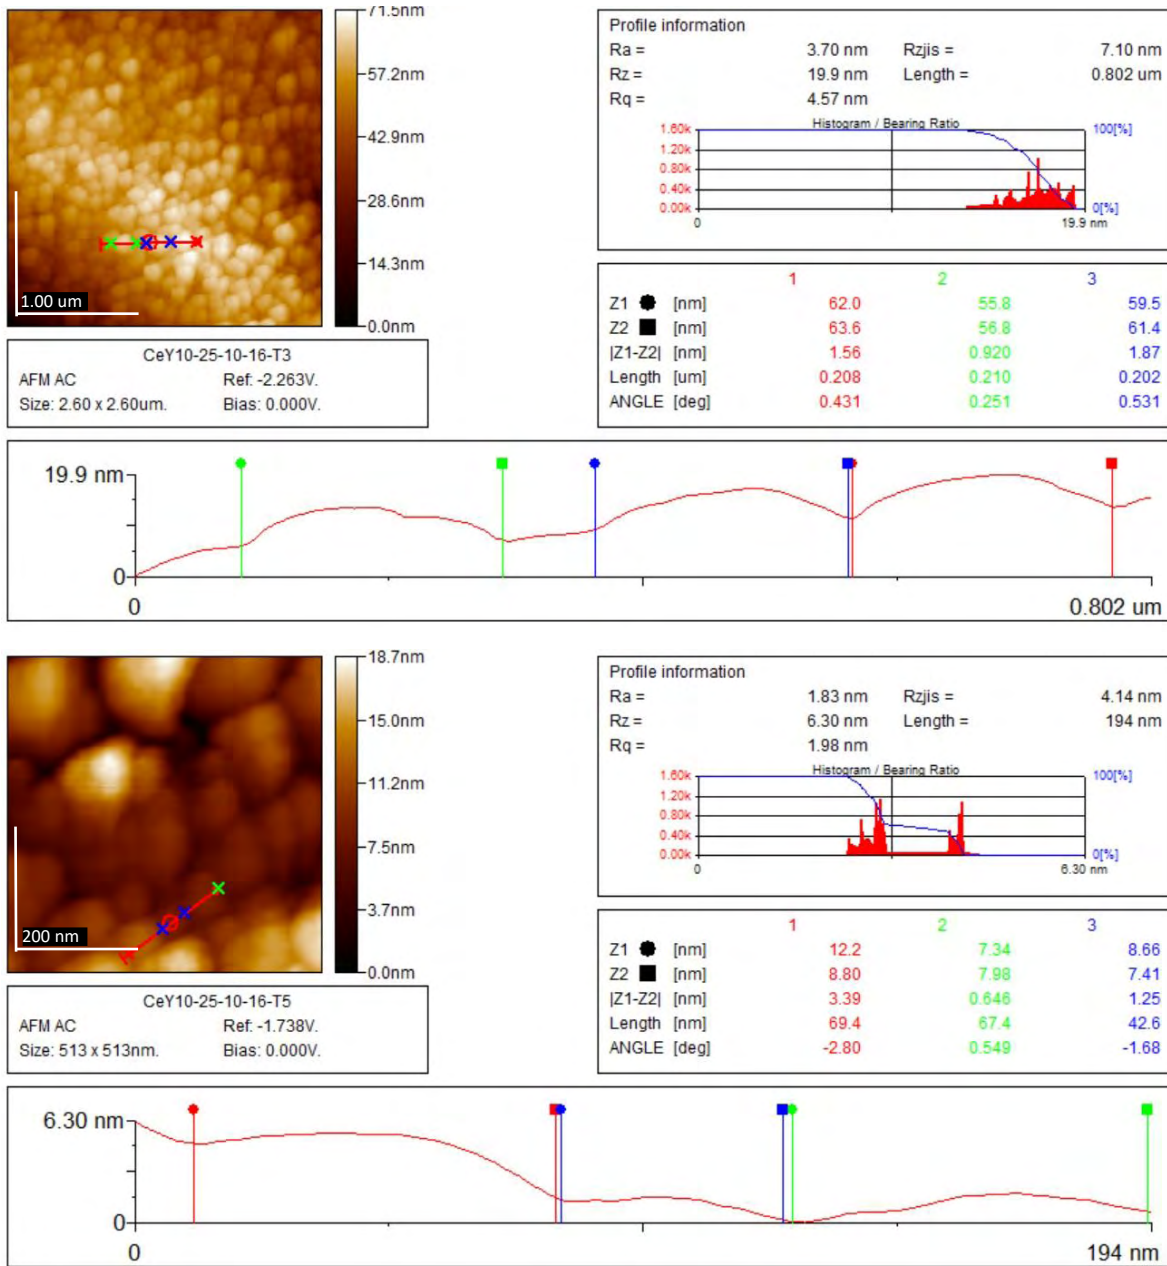 71.5nm
57.2nm
42.9nm
28.6nm
14.3nm
0.0nm
1.00 um
CeY10-25-10-16-T3
AFM AC Ref: -2.263V.
Size: 2.60 x 2.60um. Bias: 0.000V.
Profile information
Ra = 3.70 nm Rzjis = 7.10 nm
Rz = 19.9 nm Length = 0.802 um
Rq = 4.57 nm
Histogram / Bearing Ratio
1.60k 100[%]
1.20k
0.80k
0.40k
0.00k 0[%]
0 19.9 nm
1 2 3
Z1 [nm] 62.0 55.8 59.5
Z2 [nm] 63.6 56.8 61.4
|Z1-Z2| [nm] 1.56 0.920 1.87
Length [um] 0.208 0.210 0.202
ANGLE [deg] 0.431 0.251 0.531
19.9 nm
0
0 0.802 um
18.7nm
15.0nm
11.2nm
7.5nm
3.7nm
0.0nm
200 nm
CeY10-25-10-16-T5
AFM AC Ref: -1.738V.
Size: 513 x 513nm. Bias: 0.000V.
Profile information
Ra = 1.83 nm Rzjis = 4.14 nm
Rz = 6.30 nm Length = 194 nm
Rq = 1.98 nm
Histogram / Bearing Ratio
1.60k 100[%]
1.20k
0.80k
0.40k
0.00k 0[%]
0 6.30 nm
1 2 3
Z1 [nm] 12.2 7.34 8.66
Z2 [nm] 8.80 7.98 7.41
|Z1-Z2| [nm] 3.39 0.646 1.25
Length [nm] 69.4 67.4 42.6
ANGLE [deg] -2.80 0.549 -1.68
6.30 nm
0
0 194 nm